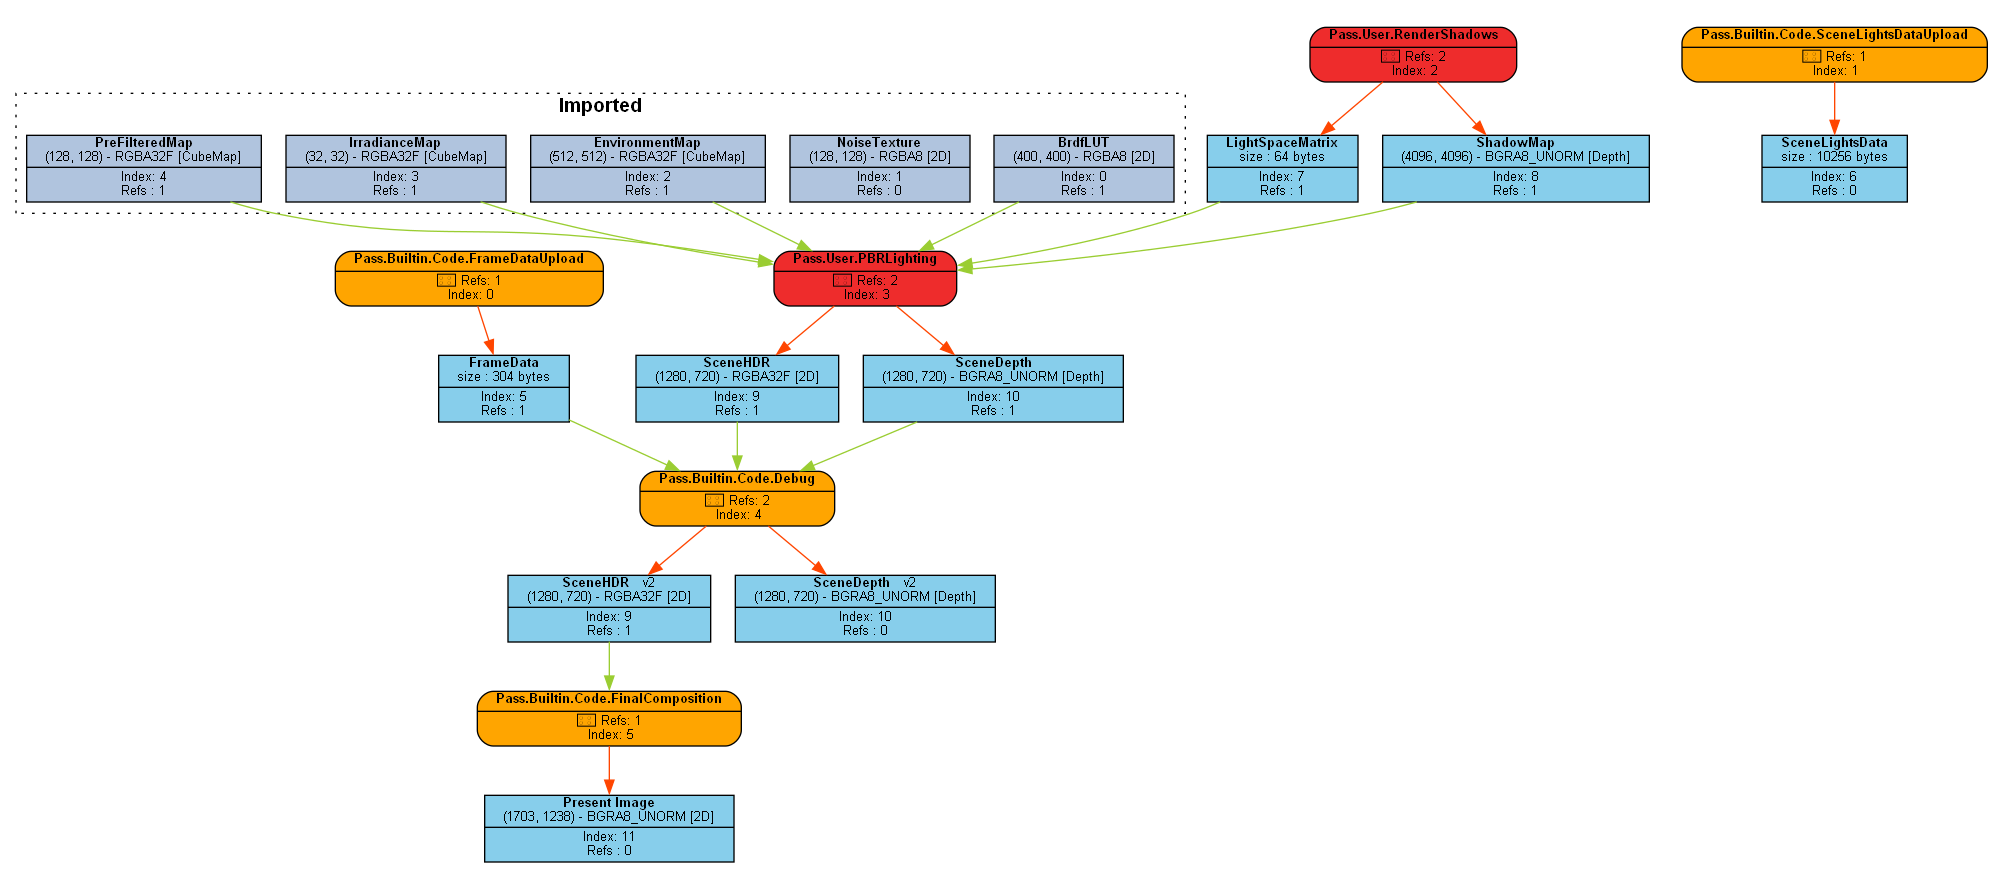 Pass.User.RenderShadows
Refs: 2
Index: 2
Pass.Builtin.Code.SceneLightsDataUpload
Refs: 1
Index: 1
Imported
PreFilteredMap
(128, 128) - RGBA32F [CubeMap]
Index: 4
Refs : 1
IrradianceMap
(32, 32) - RGBA32F [CubeMap]
Index: 3
Refs : 1
EnvironmentMap
(512, 512) - RGBA32F [CubeMap]
Index: 2
Refs : 1
NoiseTexture
(128, 128) - RGBA8 [2D]
Index: 1
Refs : 0
BrdfLUT
(400, 400) - RGBA8 [2D]
Index: 0
Refs : 1
LightSpaceMatrix
size : 64 bytes
Index: 7
Refs : 1
ShadowMap
(4096, 4096) - BGRA8_UNORM [Depth]
Index: 8
Refs : 1
SceneLightsData
size : 10256 bytes
Index: 6
Refs : 0
Pass.Builtin.Code.FrameDataUpload
Refs: 1
Index: 0
Pass.User.PBRLighting
Refs: 2
Index: 3
FrameData
size : 304 bytes
Index: 5
Refs : 1
SceneHDR
(1280, 720) - RGBA32F [2D]
Index: 9
Refs : 1
SceneDepth
(1280, 720) - BGRA8_UNORM [Depth]
Index: 10
Refs : 1
Pass.Builtin.Code.Debug
Refs: 2
Index: 4
SceneHDR v2
(1280, 720) - RGBA32F [2D]
Index: 9
Refs : 1
SceneDepth v2
(1280, 720) - BGRA8_UNORM [Depth]
Index: 10
Refs : 0
Pass.Builtin.Code.FinalComposition
Refs: 1
Index: 5
Present Image
(1703, 1238) - BGRA8_UNORM [2D]
Index: 11
Refs : 0